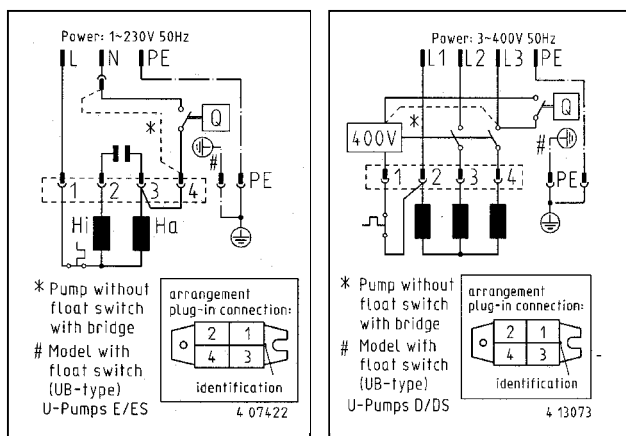 Power: 1~230V 50Hz
L N PE
Q
*
#
1 2 3 4 PE
Hi Ha
* Pump without
float switch
with bridge
# Model with
float switch
(UB-type)
U-Pumps E/ES
arrangement
plug-in connection:
2 1
4 3
identification
4 07422
Power: 3~400V 50Hz
L1 L2 L3 PE
Q
*
400V
#
1 2 3 4 PE
* Pump without
float switch
with bridge
# Model with
float switch
(UB-type)
U-Pumps D/DS
arrangement
plug-in connection:
2 1
4 3
identification
4 13073